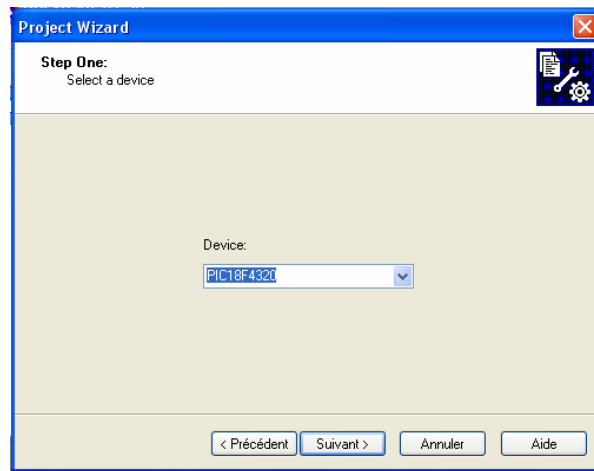 Project Wizard
Step One:
Select a device
Device:
PIC18F4320
< Précédent Suivant > Annuler Aide